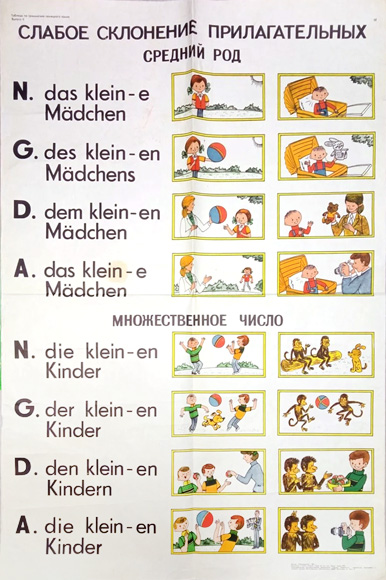 СЛАБОЕ СКЛОНЕНИЕ ПРИЛАГАТЕЛЬНЫХ
СРЕДНИЙ РОД
N. das klein-e
Mädchen
G. des klein-en
Mädchens
D. dem klein-en
Mädchen
A. das klein-e
Mädchen
МНОЖЕСТВЕННОЕ ЧИСЛО
N. die klein-en
Kinder
G. der klein-en
Kinder
D. den klein-en
Kindern
A. die klein-en
Kinder